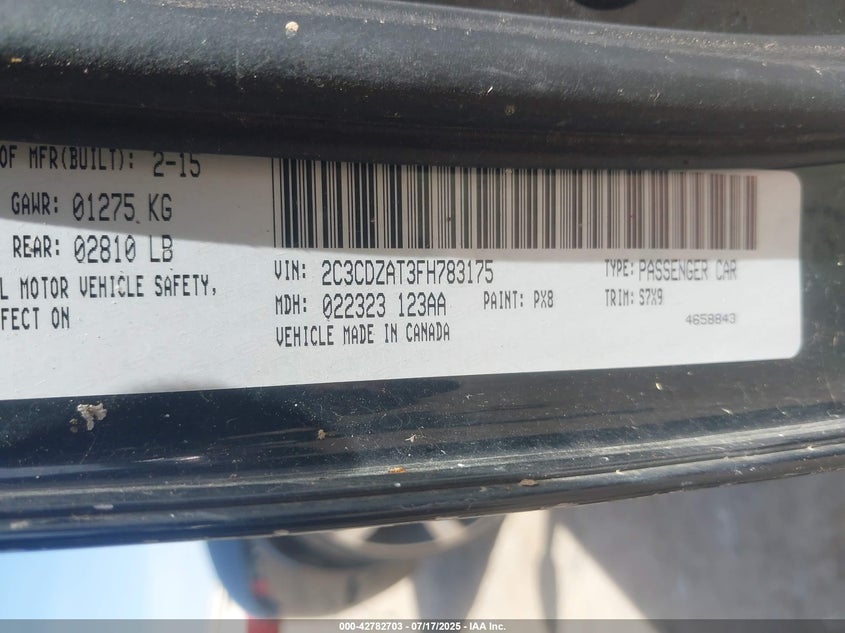 OF MFR(BUILT): 2-15
GAWR: 01275 KG
REAR: 02810 LB
L MOTOR VEHICLE SAFETY,
FFECT ON
VIN: 2C3CDZAT3FH783175
TYPE: PASSENGER CAR
MDH: 022323 123AA
PAINT: PX8
TRIM: S7X9
VEHICLE MADE IN CANADA
4658843
000-42782703 - 07/17/2025 - IAA Inc.